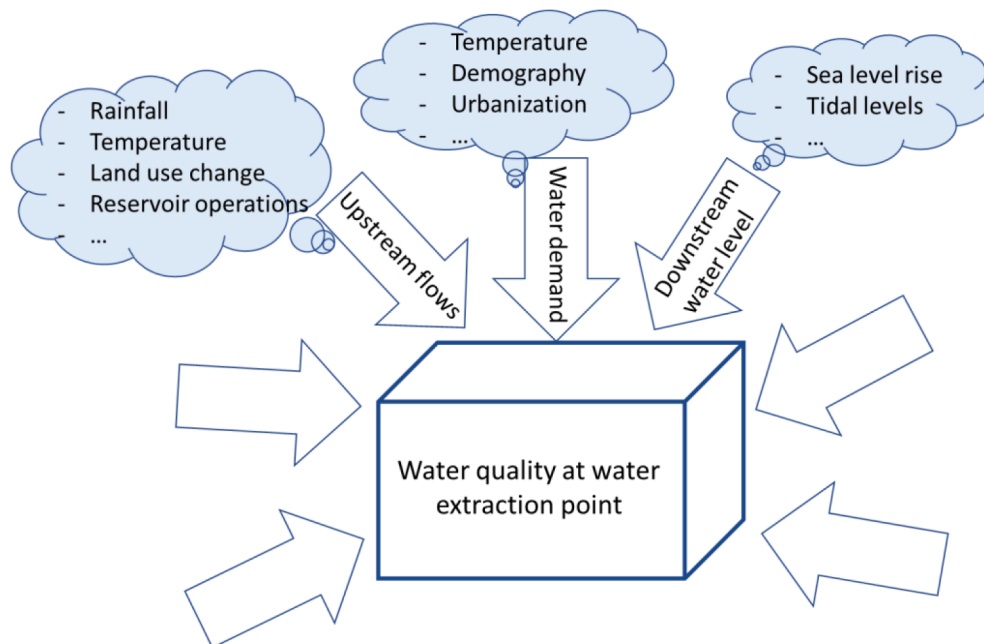 - Rainfall
- Temperature
- Land use change
- Reservoir operations
- ...
- Temperature
- Demography
- Urbanization
- ...
- Sea level rise
- Tidal levels
- ...
Upstream flows
Water demand
Downstream
water level
Water quality at water
extraction point